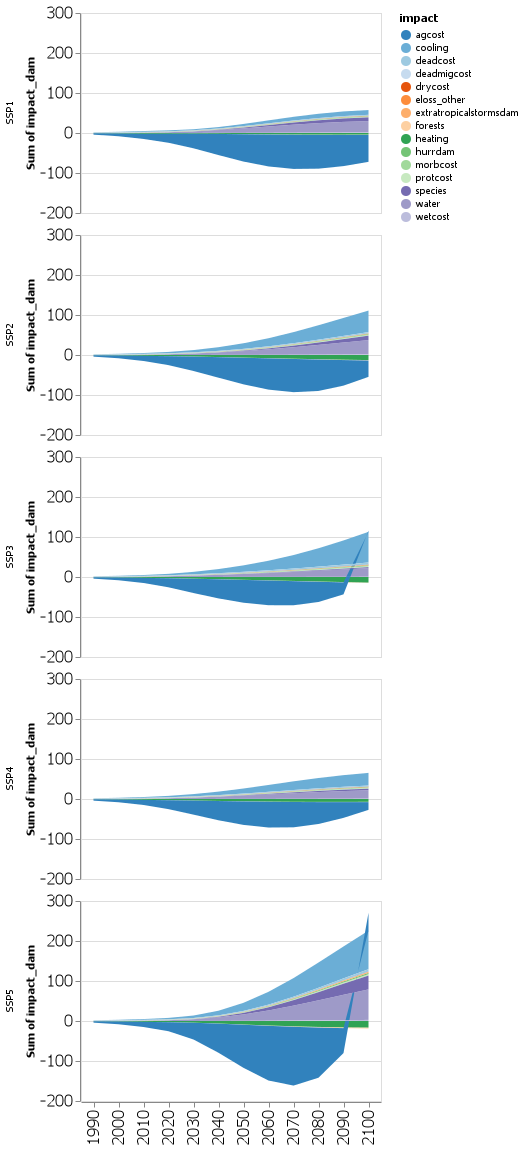 impact
agcost
cooling
deadcost
deadmigcost
drycost
eloss_other
extratropicalstormsdam
forests
heating
hurrdam
morbcost
protcost
species
water
wetcost
SSP1
Sum of impact_dam
300
200
100
0
-100
-200
SSP2
Sum of impact_dam
300
200
100
0
-100
-200
SSP3
Sum of impact_dam
300
200
100
0
-100
-200
SSP4
Sum of impact_dam
300
200
100
0
-100
-200
SSP5
Sum of impact_dam
300
200
100
0
-100
-200
1990
2000
2010
2020
2030
2040
2050
2060
2070
2080
2090
2100